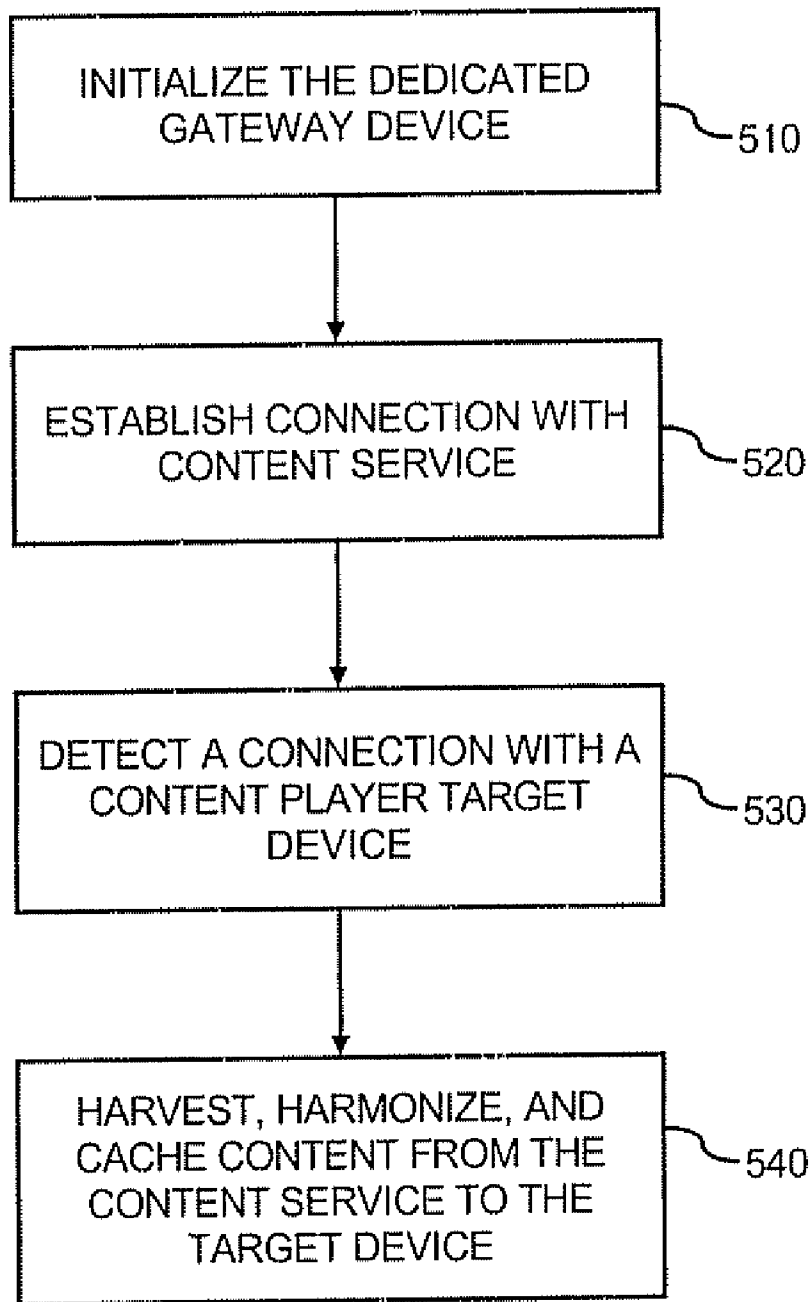 INITIALIZE THE DEDICATED
GATEWAY DEVICE
510
ESTABLISH CONNECTION WITH
CONTENT SERVICE
520
DETECT A CONNECTION WITH A
CONTENT PLAYER TARGET
DEVICE
530
HARVEST, HARMONIZE, AND
CACHE CONTENT FROM THE
CONTENT SERVICE TO THE
TARGET DEVICE
540